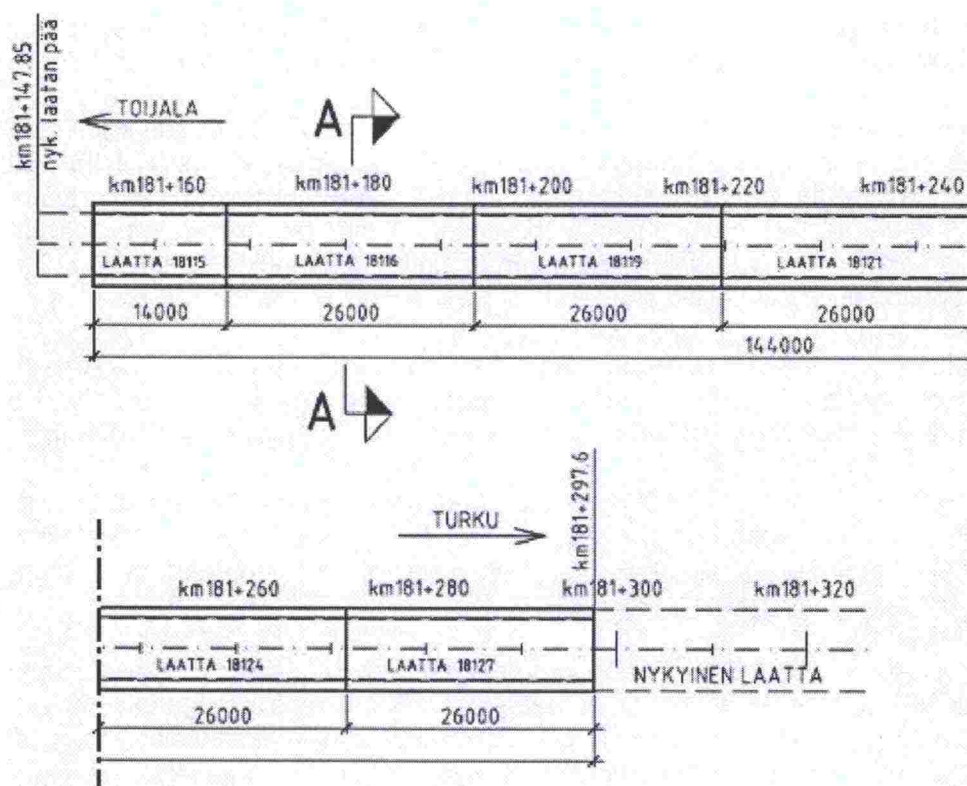 km181+147.85
nyk. laatan pää
TOIJALA
A
km181+160
km181+180
km181+200
km181+220
km181+240
LAATTA 18115
LAATTA 18116
LAATTA 18119
LAATTA 18121
14000
26000
26000
26000
144000
A
TURKU
km181+297.6
km181+260
km181+280
km181+300
km181+320
LAATTA 18124
LAATTA 18127
NYKYINEN LAATTA
26000
26000